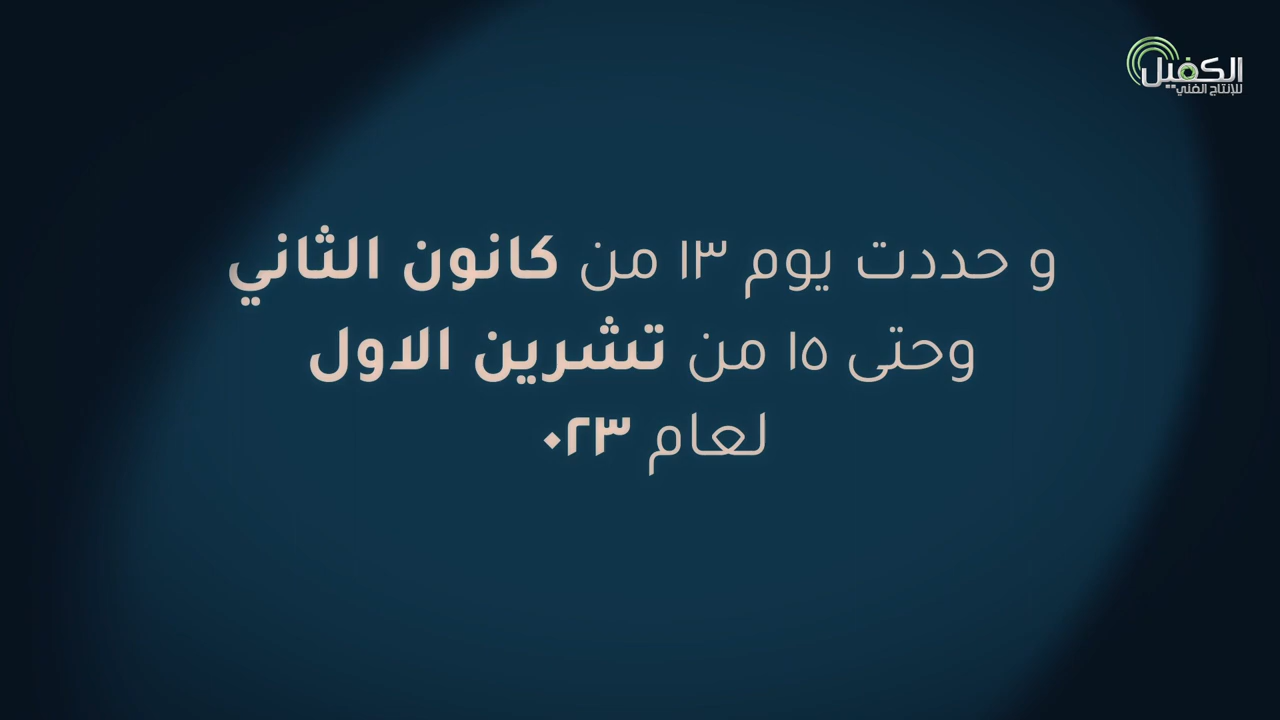 الكفيل
للإنتاج الفني
و حددت يوم ١٣ من كانون الثاني
وحتى ١٥ من تشرين الاول
لعام ٠٢٣